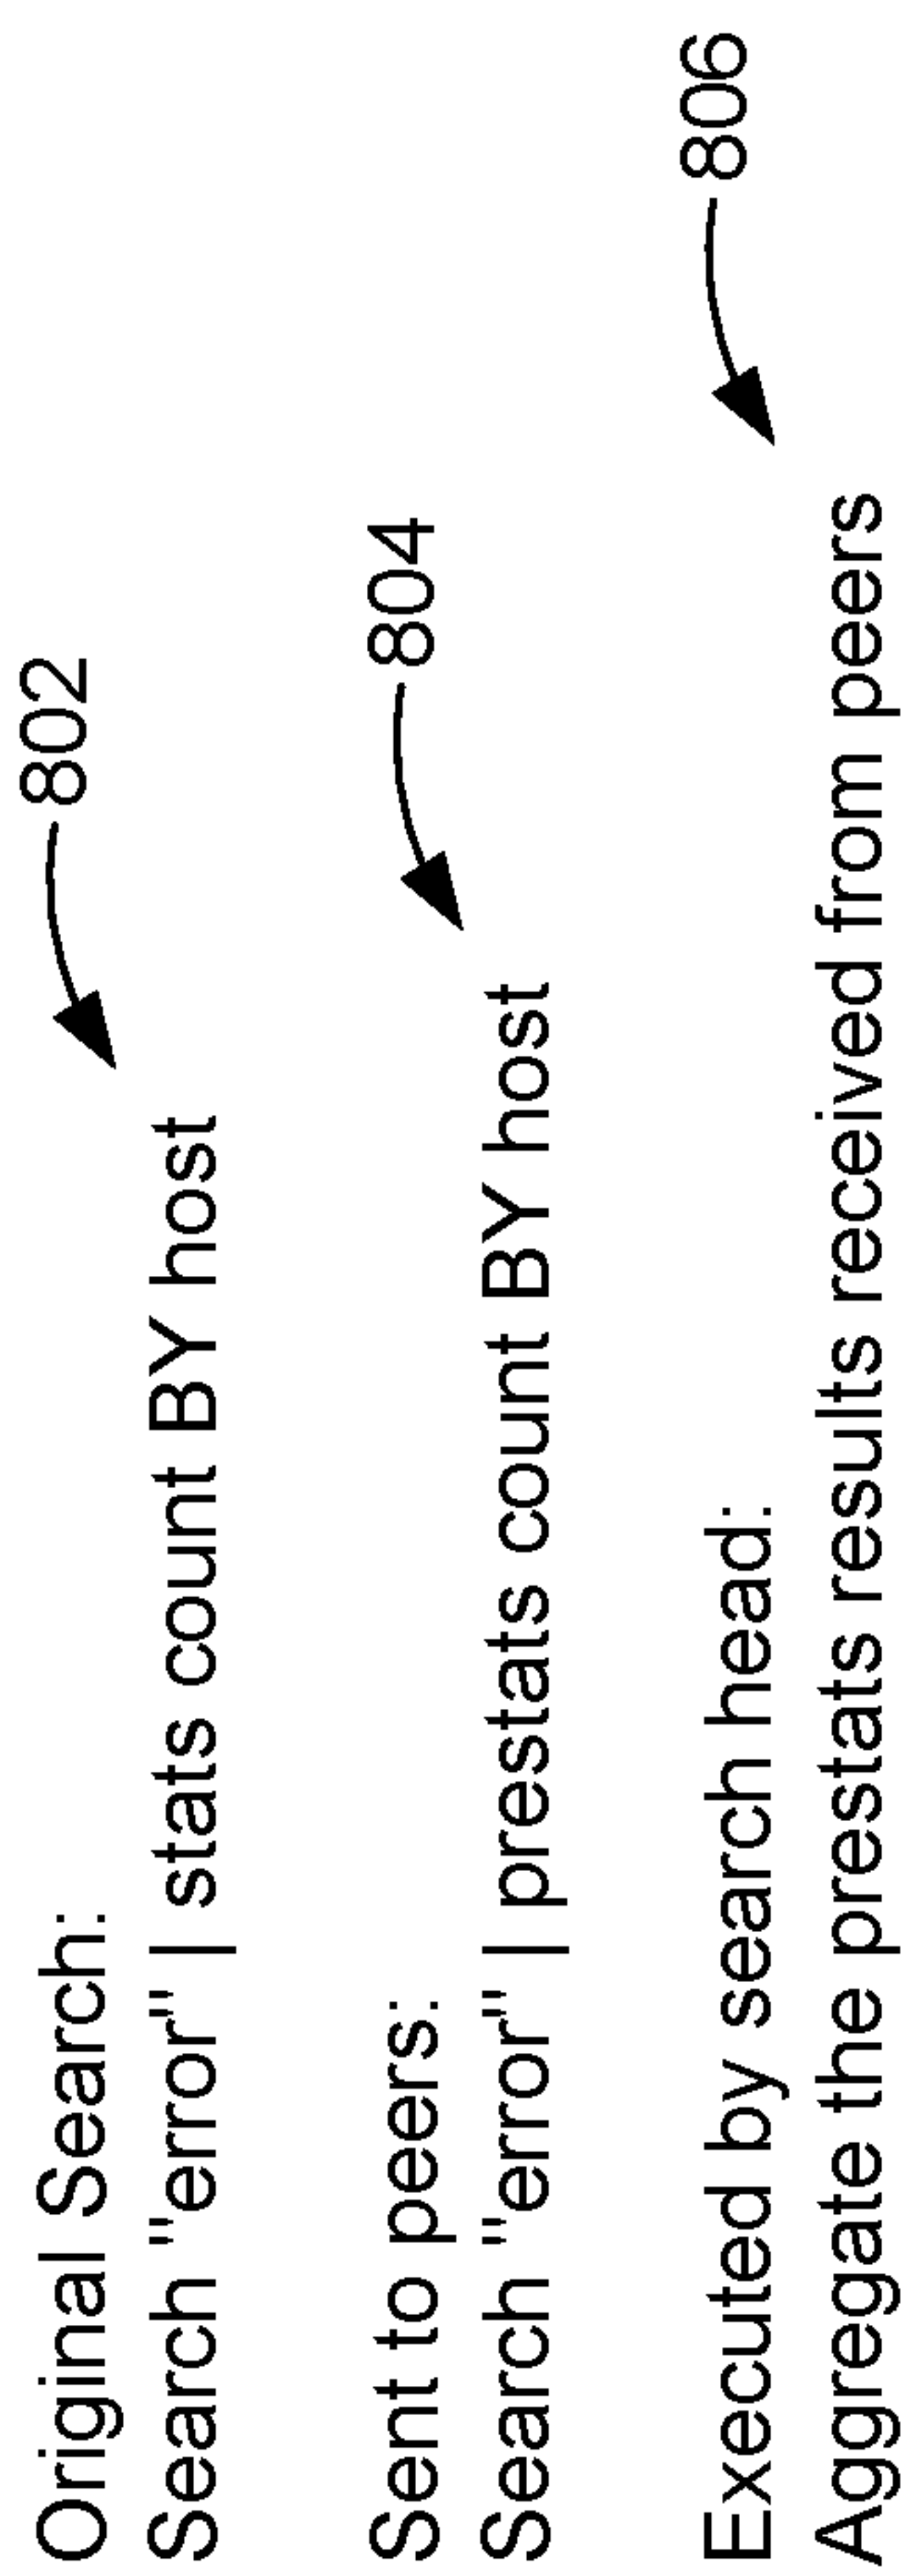 Original Search: 802
Search "error" | stats count BY host
Sent to peers: 804
Search "error" | prestats count BY host
Executed by search head: 806
Aggregate the prestats results received from peers